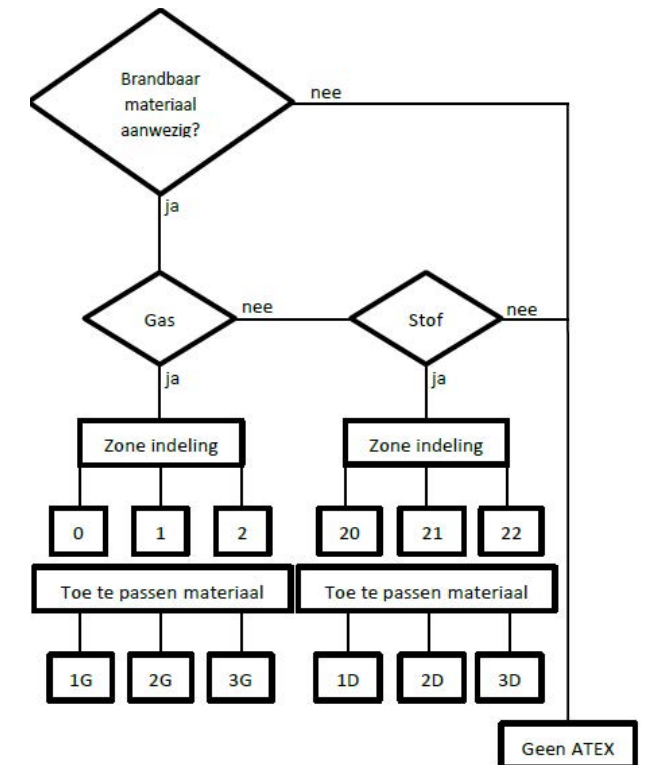 Brandbaar
materiaal
aanwezig?
nee
ja
Gas
nee
Stof
nee
ja
ja
Zone indeling
Zone indeling
0
1
2
20
21
22
Toe te passen materiaal
Toe te passen materiaal
1G
2G
3G
1D
2D
3D
Geen ATEX